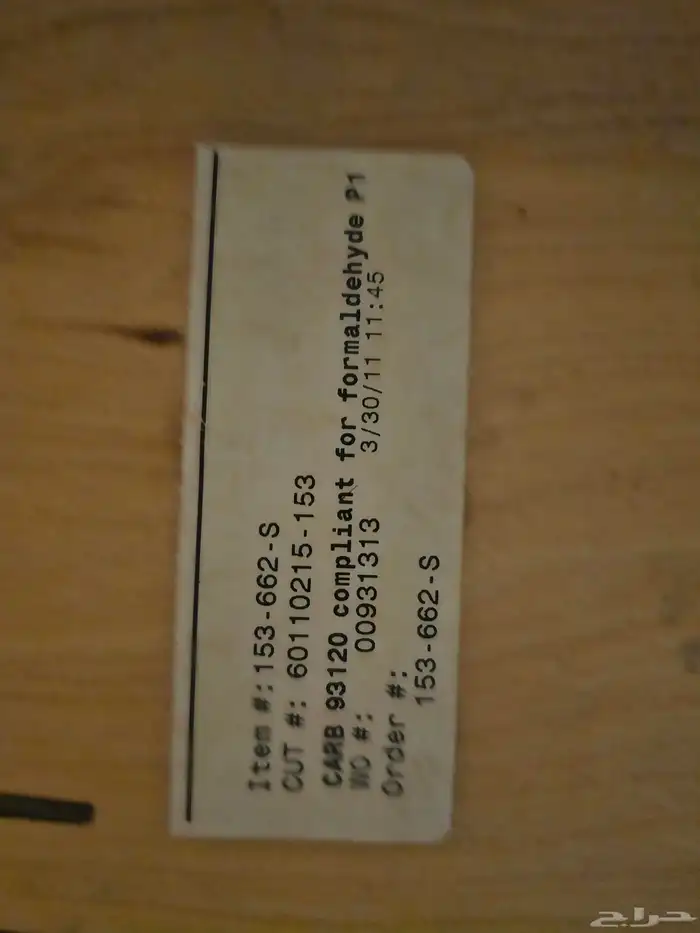 Item #: 153-662-S
CUT #: 60110215-153
CARB 93120 compliant for formaldehyde P1
WO #: 00931313 3/30/11 11:45
Order #:
153-662-S
حراج